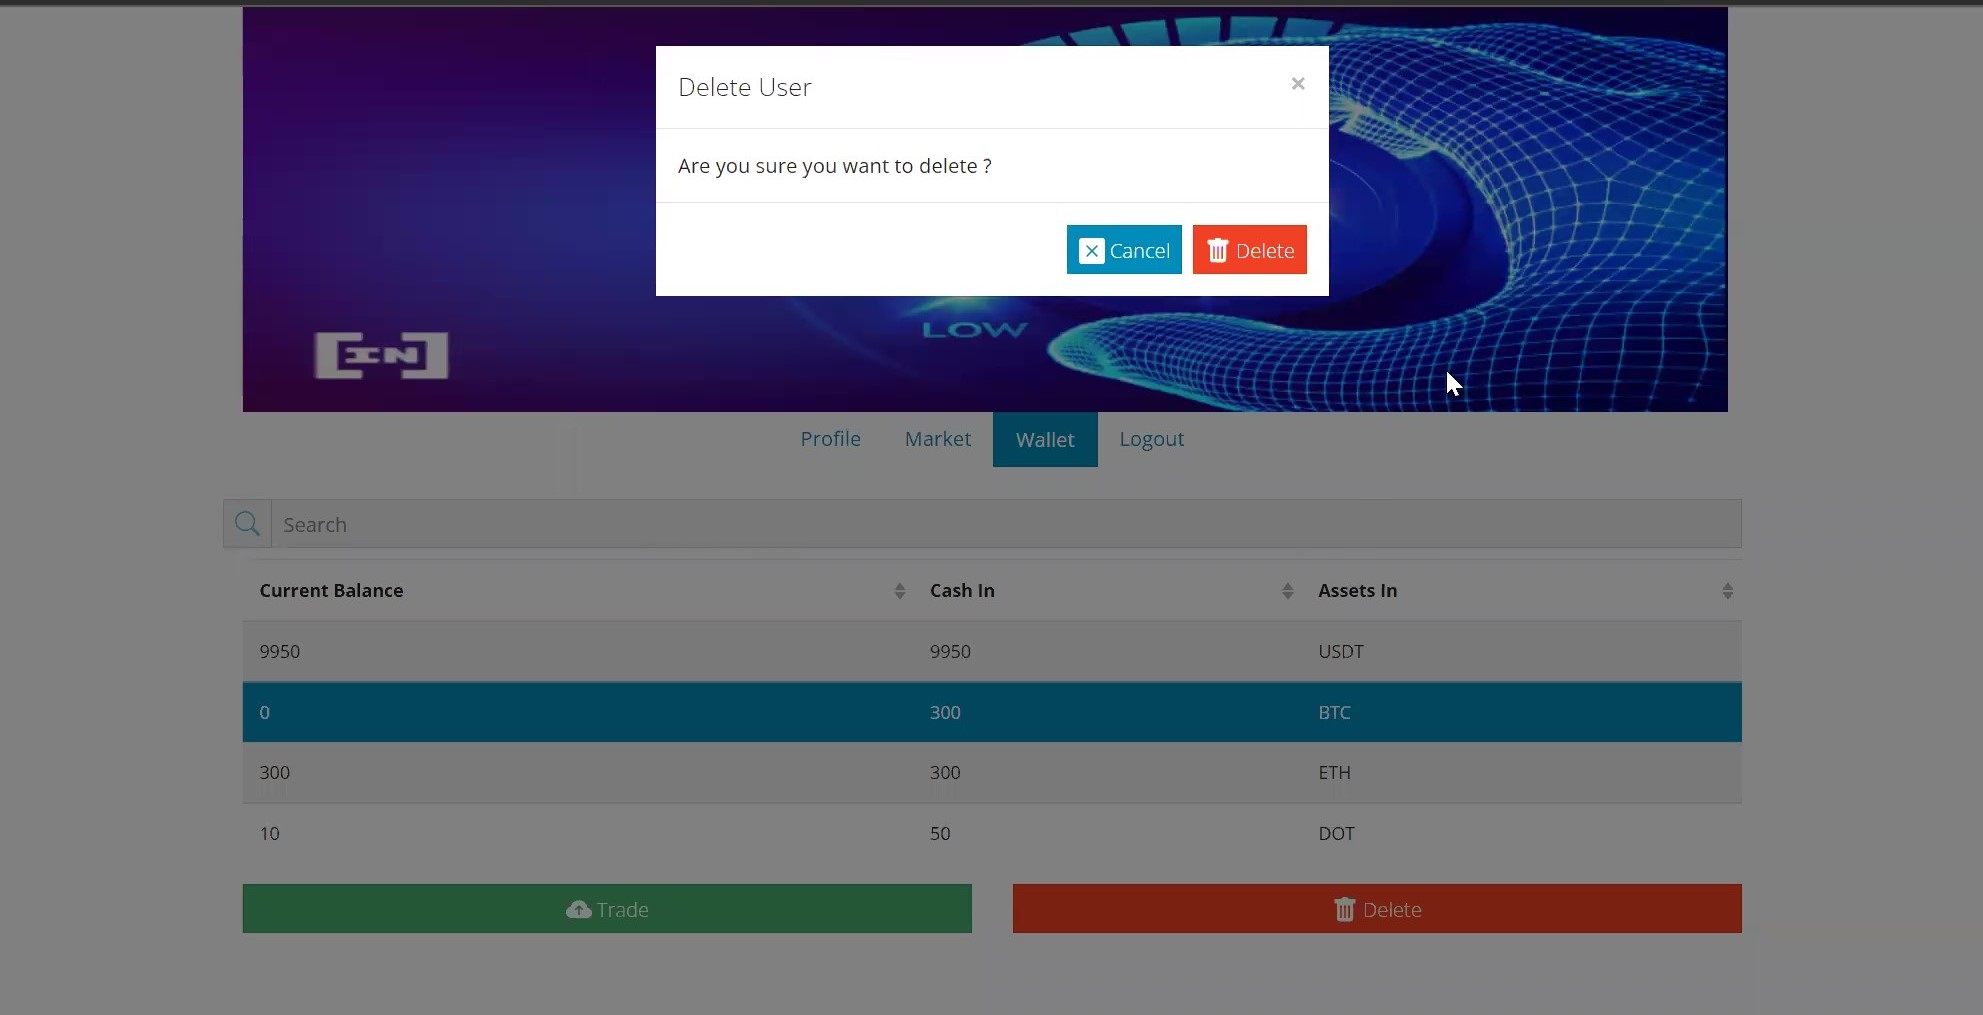 Delete User ×
Are you sure you want to delete ?
Cancel Delete
LOW
[IN]
Profile Market Wallet Logout
Search
Current Balance Cash In Assets In
9950 9950 USDT
0 300 BTC
300 300 ETH
10 50 DOT
Trade Delete